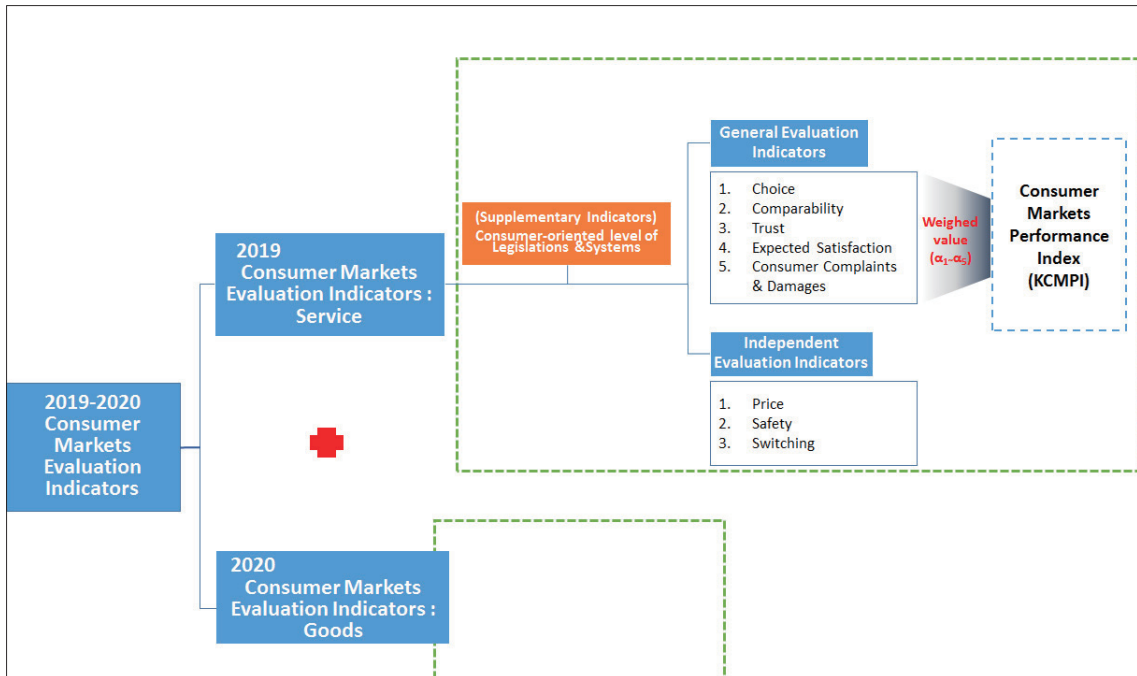 General Evaluation
Indicators
1. Choice
2. Comparability
3. Trust
4. Expected Satisfaction
5. Consumer Complaints
& Damages
Weighed
value
(α₁-α₅)
Consumer
Markets
Performance
Index
(KCMPI)
(Supplementary Indicators)
Consumer-oriented level of
Legislations &Systems
2019
Consumer Markets
Evaluation Indicators :
Service
Independent
Evaluation Indicators
1. Price
2. Safety
3. Switching
2019-2020
Consumer
Markets
Evaluation
Indicators
2020
Consumer Markets
Evaluation Indicators :
Goods